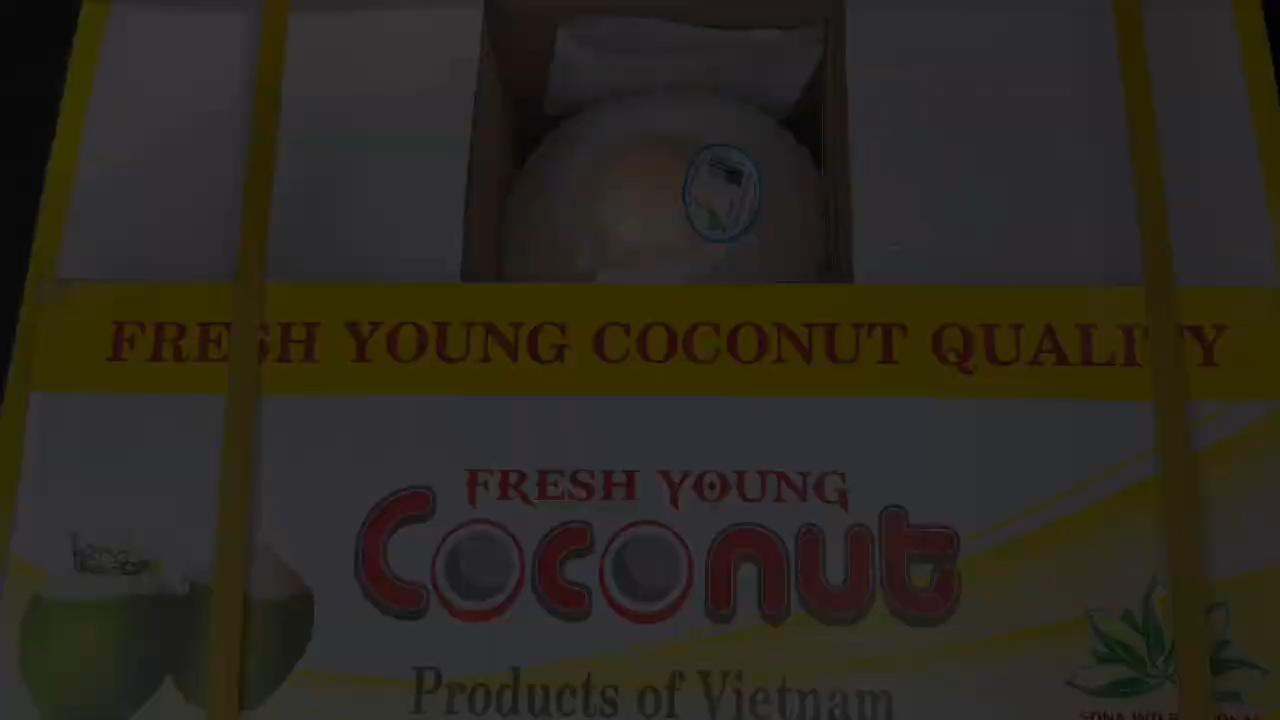 FRESH YOUNG COCONUT QUALITY
FRESH YOUNG
Coconut
Products of Vietnam